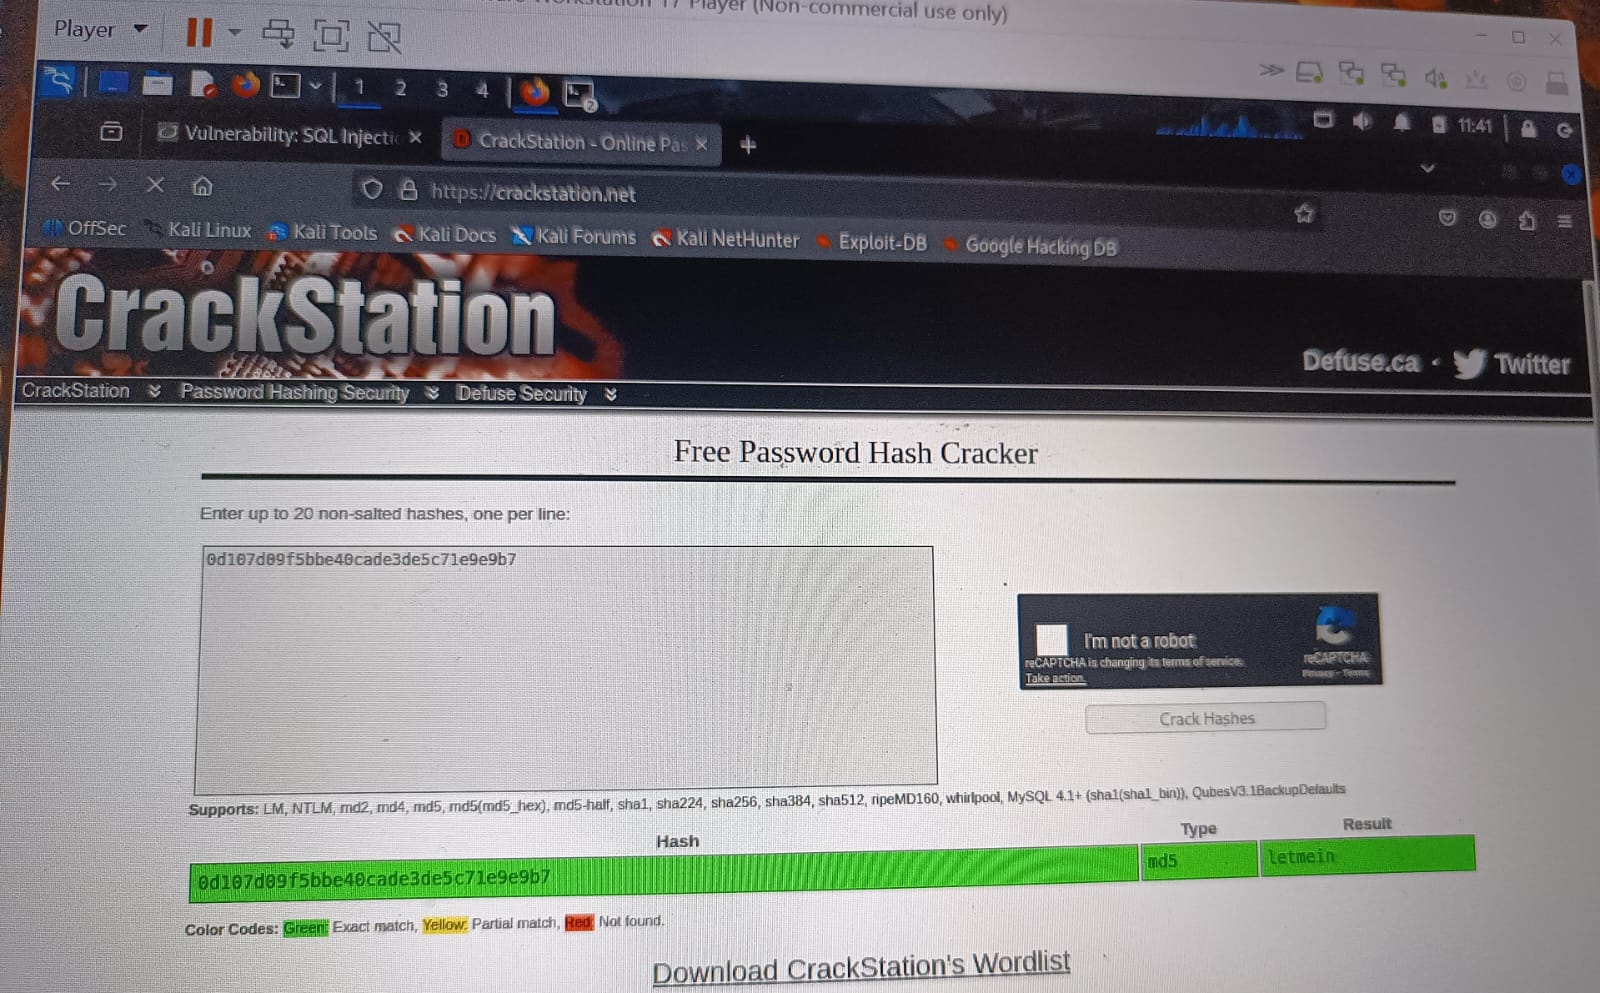 Player (Non-commercial use only)
Player
1 2 3 4
2
11:41
Vulnerability: SQL Injecti
CrackStation - Online Pas
https://crackstation.net
OffSec Kali Linux Kali Tools Kali Docs Kali Forums Kali NetHunter Exploit-DB Google Hacking DB
CrackStation
Defuse.ca · Twitter
CrackStation Password Hashing Security Defuse Security
Free Password Hash Cracker
Enter up to 20 non-salted hashes, one per line:
0d107d09f5bbe40cade3de5c71e9e9b7
I'm not a robot
reCAPTCHA is changing its terms of service.
Take action.
reCAPTCHA
Privacy - Terms
Crack Hashes
Supports: LM, NTLM, md2, md4, md5, md5(md5_hex), md5-half, sha1, sha224, sha256, sha384, sha512, ripeMD160, whirlpool, MySQL 4.1+ (sha1(sha1_bin)), QubesV3.1BackupDefaults
Hash Type Result
0d107d09f5bbe40cade3de5c71e9e9b7 md5 letmein
Color Codes: Green: Exact match, Yellow: Partial match, Red: Not found.
Download CrackStation's Wordlist